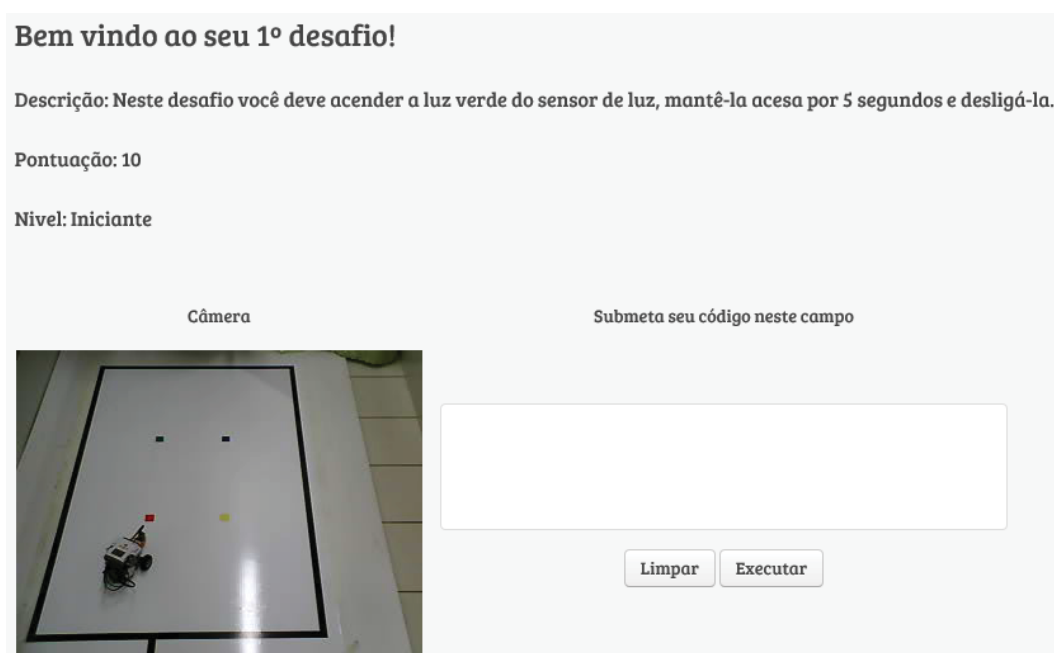 Bem vindo ao seu 1º desafio!
Descrição: Neste desafio você deve acender a luz verde do sensor de luz, mantê-la acesa por 5 segundos e desligá-la.
Pontuação: 10
Nivel: Iniciante
Câmera
Submeta seu código neste campo
Limpar
Executar